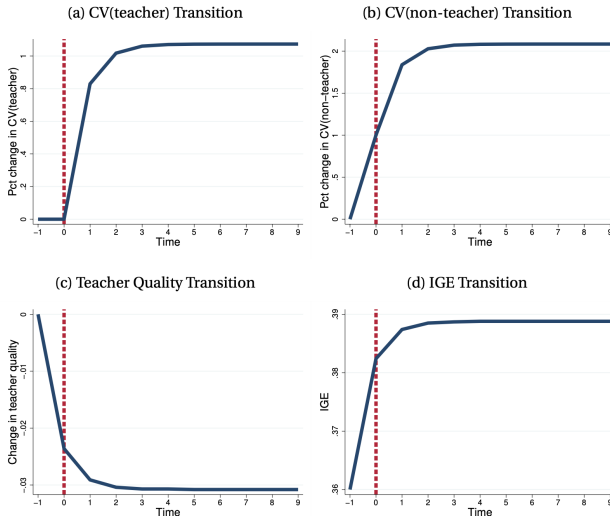 (a) CV(teacher) Transition
Pct change in CV(teacher)
0 .2 .4 .6 .8 1
−1 0 1 2 3 4 5 6 7 8 9
Time
(b) CV(non-teacher) Transition
Pct change in CV(non−teacher)
0 .5 1 1.5 2
−1 0 1 2 3 4 5 6 7 8 9
Time
(c) Teacher Quality Transition
Change in teacher quality
−.03 −.02 −.01 0
−1 0 1 2 3 4 5 6 7 8 9
Time
(d) IGE Transition
IGE
.36 .37 .38 .39
−1 0 1 2 3 4 5 6 7 8 9
Time